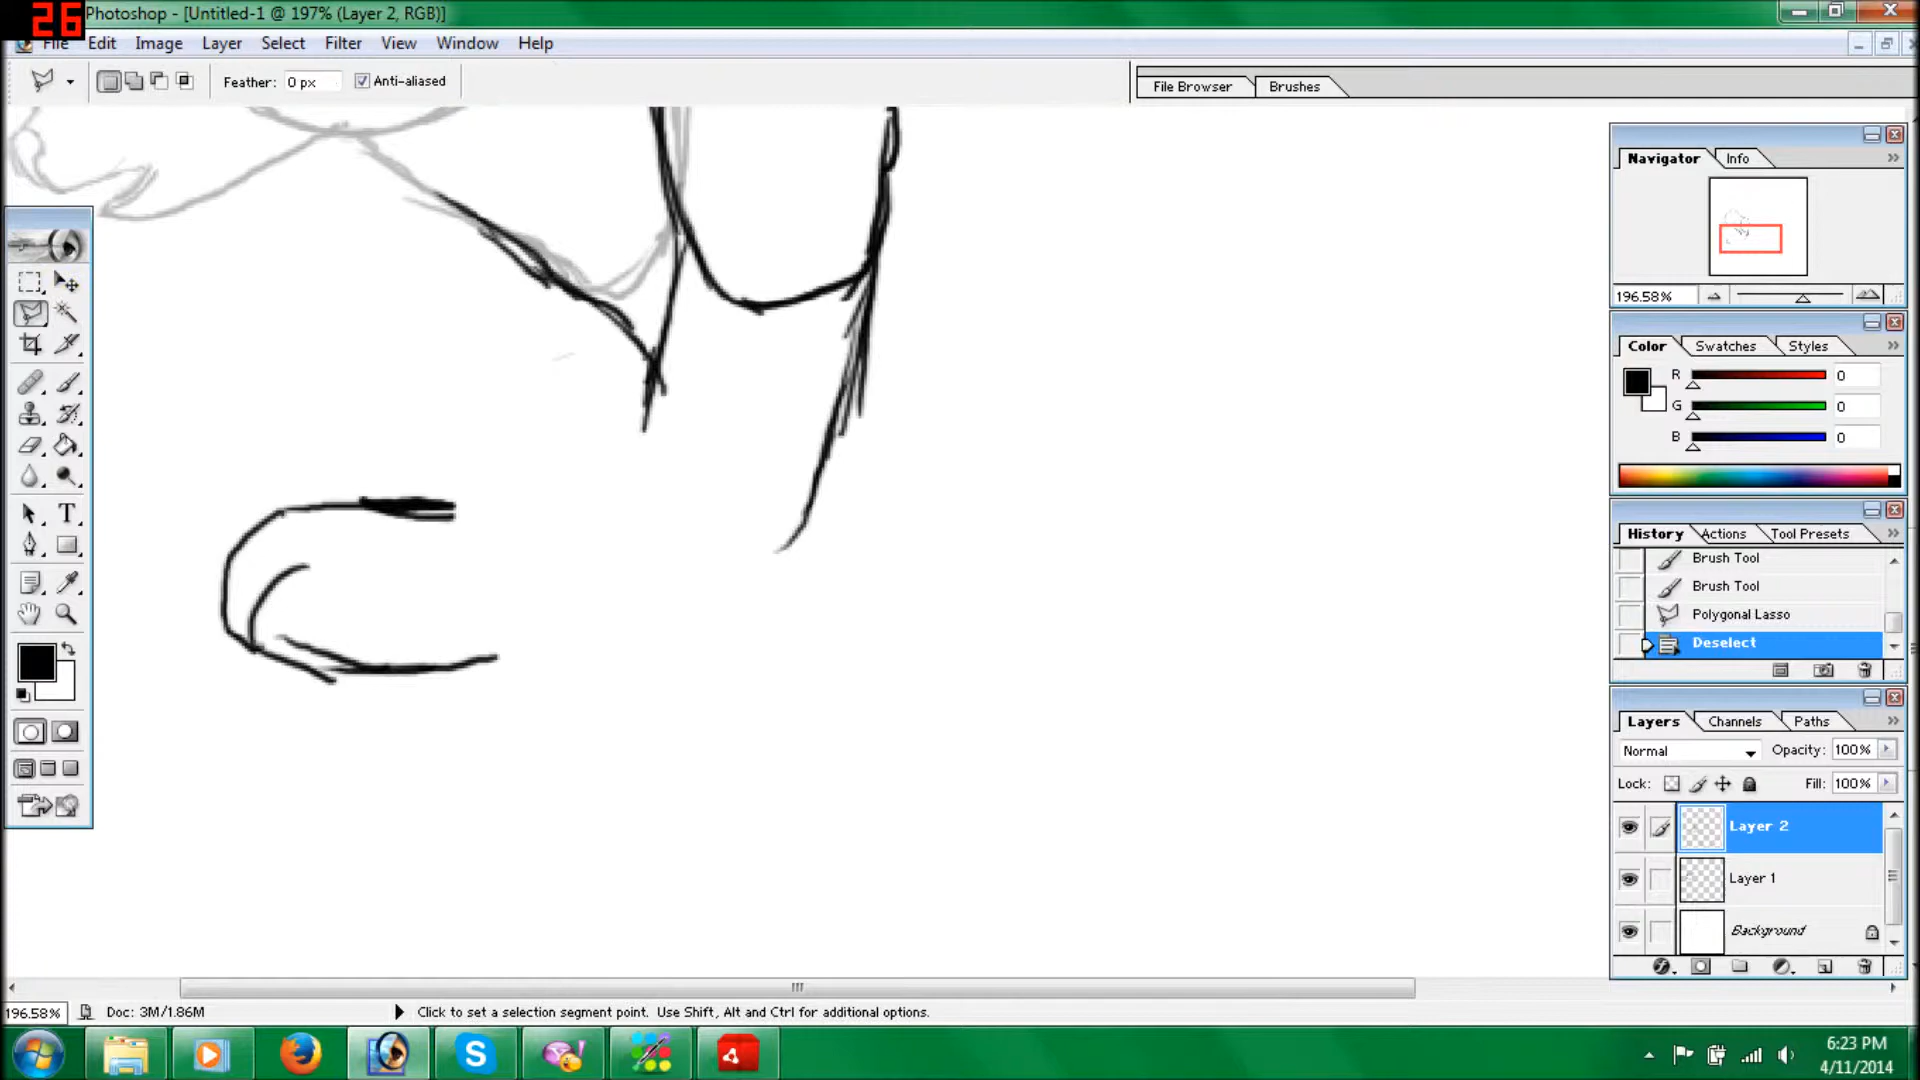 26
Photoshop - [Untitled-1 @ 197% (Layer 2, RGB)]
File Edit Image Layer Select Filter View Window Help
Feather: 0 px Anti-aliased
File Browser Brushes
Navigator Info
196.58%
Color Swatches Styles
R 0
G 0
B 0
History Actions Tool Presets
Brush Tool
Brush Tool
Polygonal Lasso
Deselect
Layers Channels Paths
Normal Opacity: 100%
Lock: Fill: 100%
Layer 2
Layer 1
Background
196.58% Doc: 3M/1.86M Click to set a selection segment point. Use Shift, Alt and Ctrl for additional options.
6:23 PM
4/11/2014